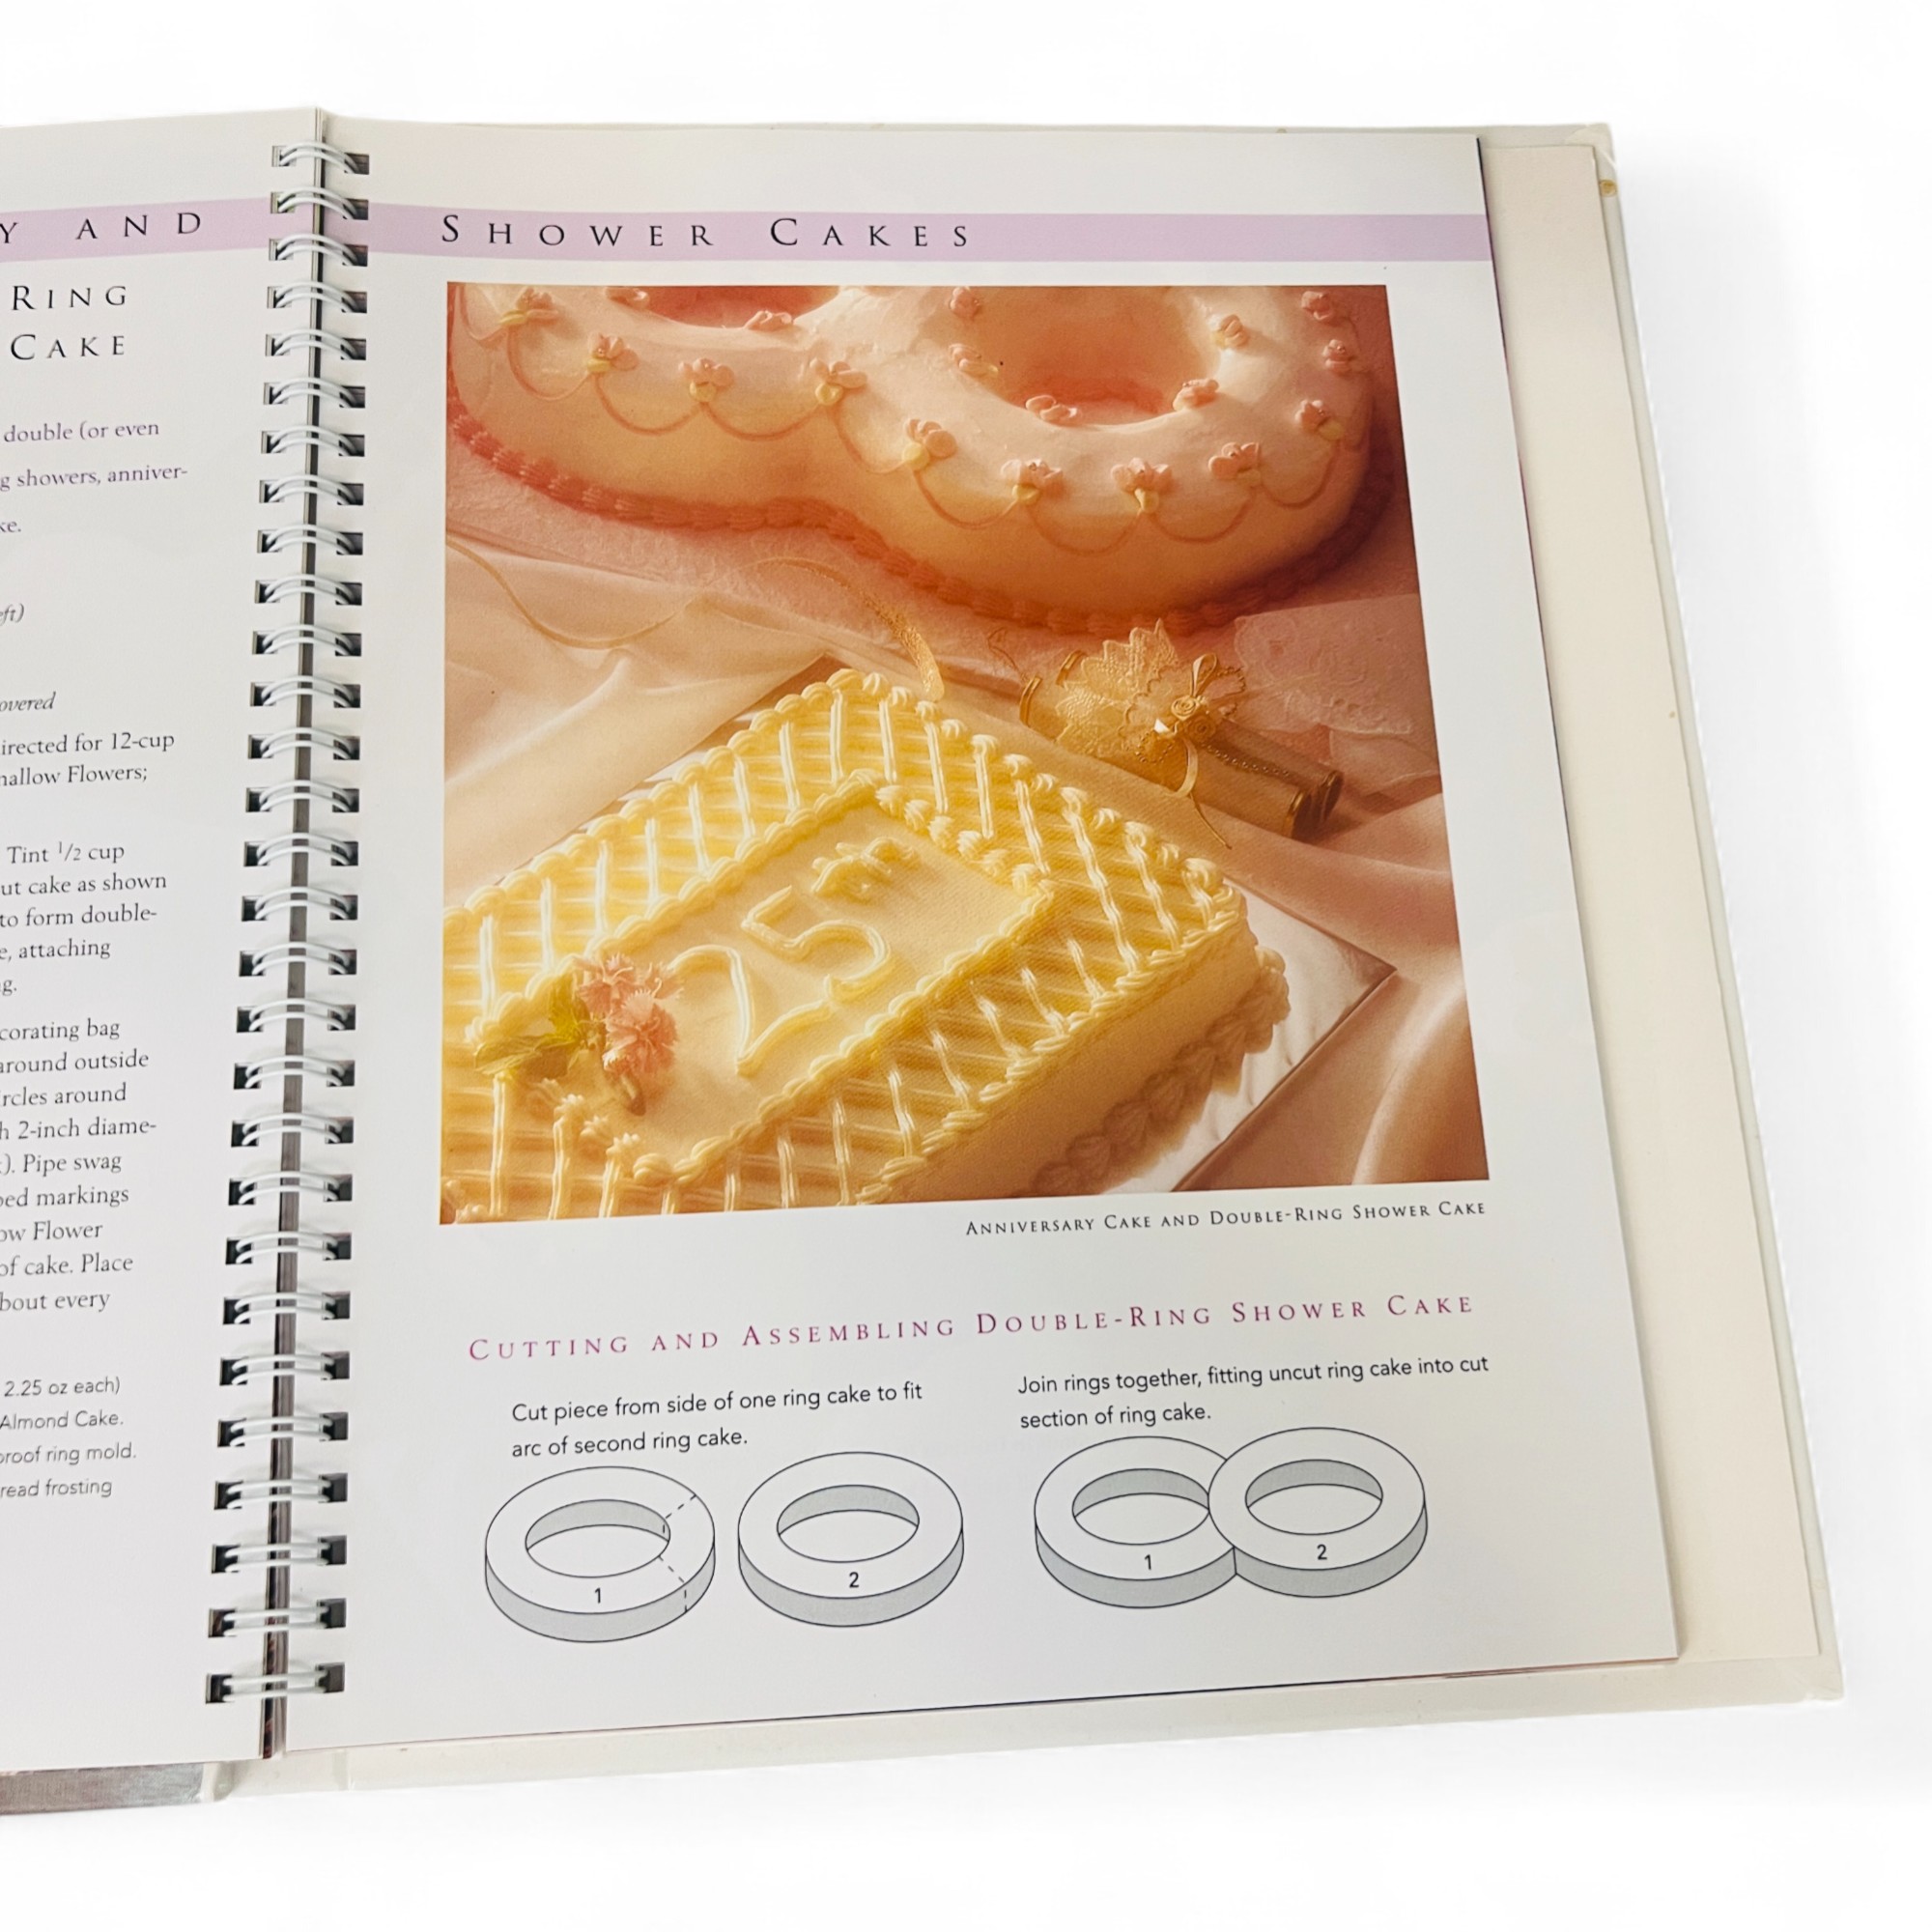 Y AND
RING
CAKE
double (or even
g showers, anniver-
ke.
eft)
overed
irected for 12-cup
hallow Flowers;
Tint 1/2 cup
ut cake as shown
to form double-
e, attaching
g.
corating bag
around outside
ircles around
h 2-inch diame-
). Pipe swag
ped markings
ow Flower
of cake. Place
bout every
2.25 oz each)
Almond Cake.
proof ring mold.
read frosting
SHOWER CAKES
25th
ANNIVERSARY CAKE AND DOUBLE-RING SHOWER CAKE
CUTTING AND ASSEMBLING DOUBLE-RING SHOWER CAKE
Cut piece from side of one ring cake to fit
arc of second ring cake.
1
2
Join rings together, fitting uncut ring cake into cut
section of ring cake.
1
2